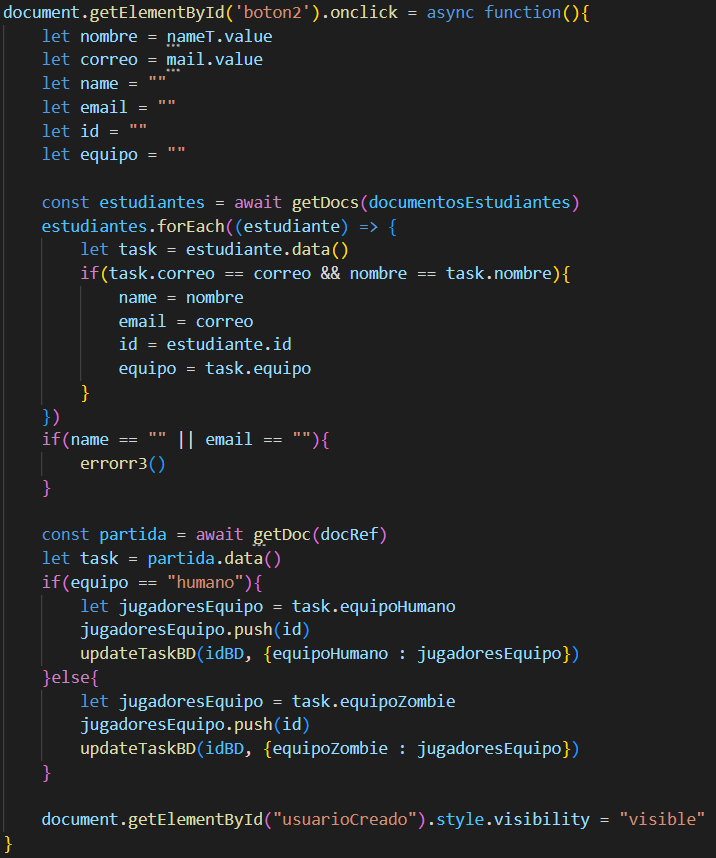 document.getElementById('boton2').onclick = async function(){
    let nombre = nameT.value
    let correo = mail.value
    let name = ""
    let email = ""
    let id = ""
    let equipo = ""

    const estudiantes = await getDocs(documentosEstudiantes)
    estudiantes.forEach((estudiante) => {
        let task = estudiante.data()
        if(task.correo == correo && nombre == task.nombre){
            name = nombre
            email = correo
            id = estudiante.id
            equipo = task.equipo
        }
    })
    if(name == "" || email == ""){
        errorr3()
    }

    const partida = await getDoc(docRef)
    let task = partida.data()
    if(equipo == "humano"){
        let jugadoresEquipo = task.equipoHumano
        jugadoresEquipo.push(id)
        updateTaskBD(idBD, {equipoHumano : jugadoresEquipo})
    }else{
        let jugadoresEquipo = task.equipoZombie
        jugadoresEquipo.push(id)
        updateTaskBD(idBD, {equipoZombie : jugadoresEquipo})
    }

    document.getElementById("usuarioCreado").style.visibility = "visible"
}